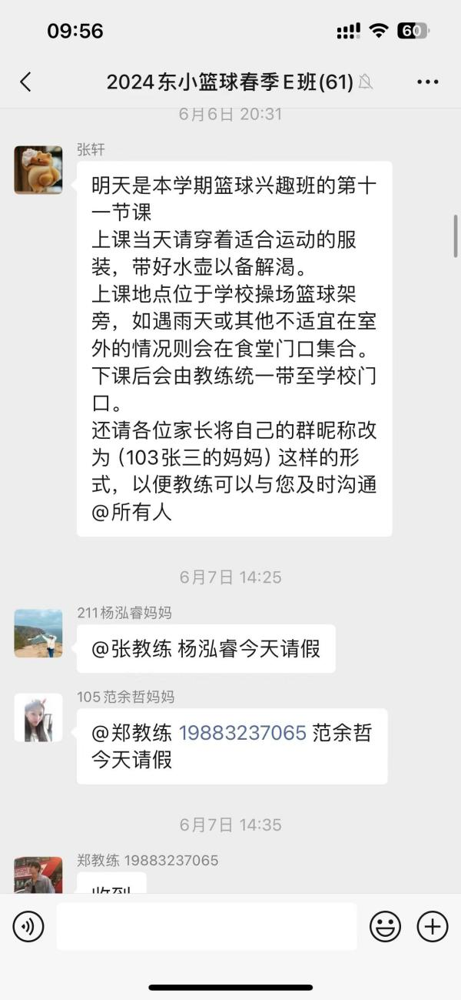 09:56
60
2024东小篮球春季E班(61)
6月6日 20:31
张轩
明天是本学期篮球兴趣班的第十
一节课
上课当天请穿着适合运动的服
装，带好水壶以备解渴。
上课地点位于学校操场篮球架
旁，如遇雨天或其他不适宜在室
外的情况则会在食堂门口集合。
下课后会由教练统一带至学校门
口。
还请各位家长将自己的群昵称改
为（103张三的妈妈）这样的形
式，以便教练可以与您及时沟通
@所有人
6月7日 14:25
211杨泓睿妈妈
@张教练 杨泓睿今天请假
105范余哲妈妈
@郑教练 19883237065 范余哲
今天请假
6月7日 14:35
郑教练 19883237065
收到